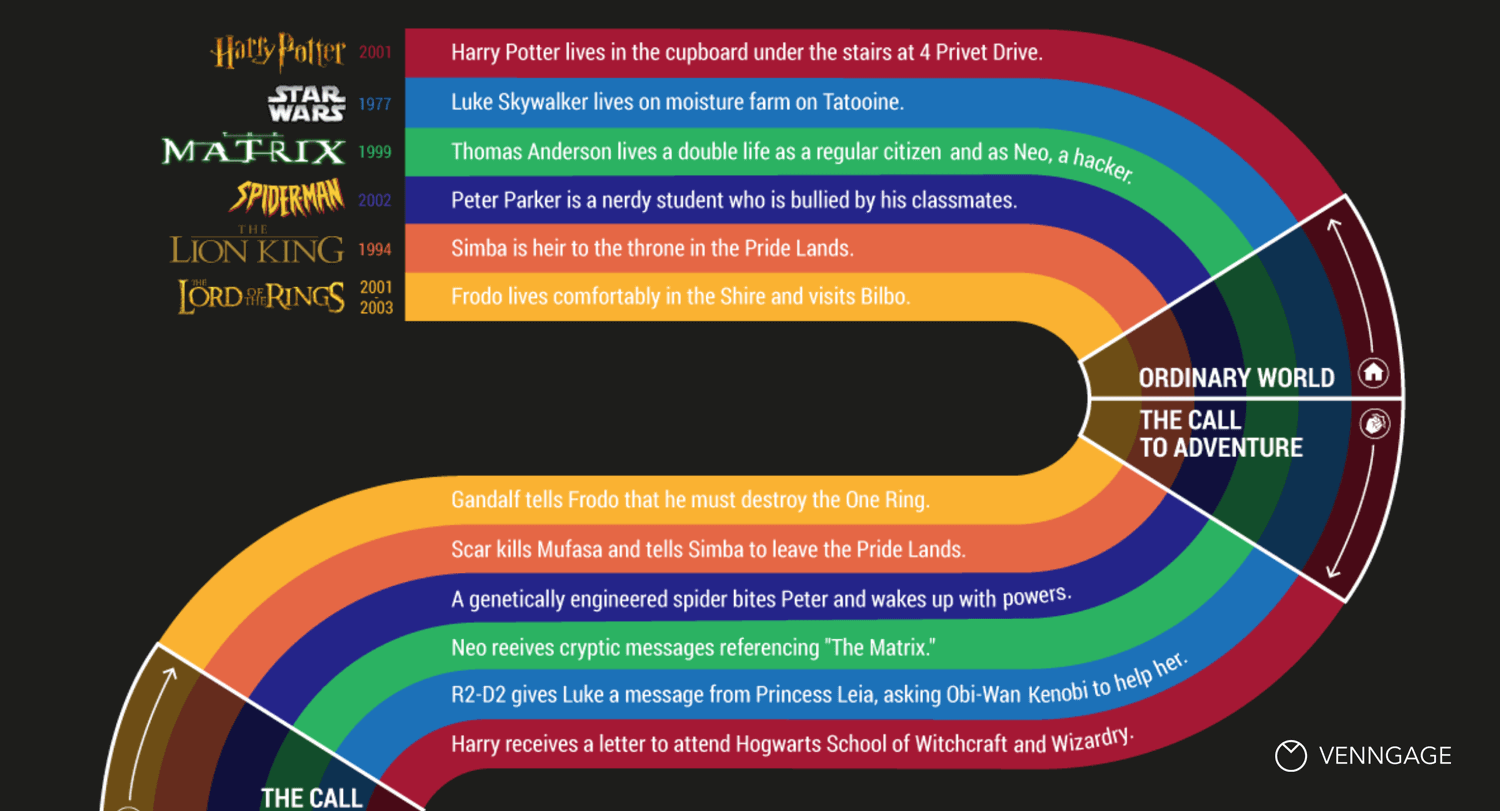 Harry Potter 2001
Harry Potter lives in the cupboard under the stairs at 4 Privet Drive.
STAR WARS 1977
Luke Skywalker lives on moisture farm on Tatooine.
THE MATRIX 1999
Thomas Anderson lives a double life as a regular citizen and as Neo, a hacker.
SPIDER-MAN 2002
Peter Parker is a nerdy student who is bullied by his classmates.
THE LION KING 1994
Simba is heir to the throne in the Pride Lands.
THE LORD OF THE RINGS 2001 - 2003
Frodo lives comfortably in the Shire and visits Bilbo.
ORDINARY WORLD
THE CALL
TO ADVENTURE
Gandalf tells Frodo that he must destroy the One Ring.
Scar kills Mufasa and tells Simba to leave the Pride Lands.
A genetically engineered spider bites Peter and wakes up with powers.
Neo reeives cryptic messages referencing "The Matrix."
R2-D2 gives Luke a message from Princess Leia, asking Obi-Wan Kenobi to help her.
Harry receives a letter to attend Hogwarts School of Witchcraft and Wizardry.
THE CALL
VENNGAGE